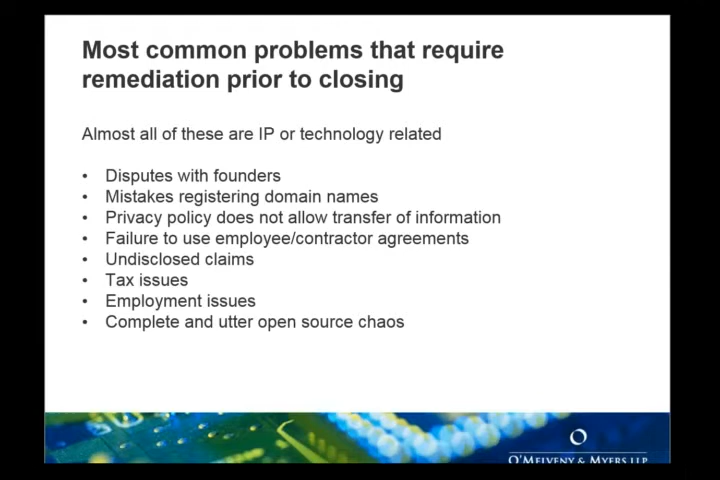 Most common problems that require
remediation prior to closing
Almost all of these are IP or technology related
• Disputes with founders
• Mistakes registering domain names
• Privacy policy does not allow transfer of information
• Failure to use employee/contractor agreements
• Undisclosed claims
• Tax issues
• Employment issues
• Complete and utter open source chaos
O
O'MELVENY & MYERS LLP